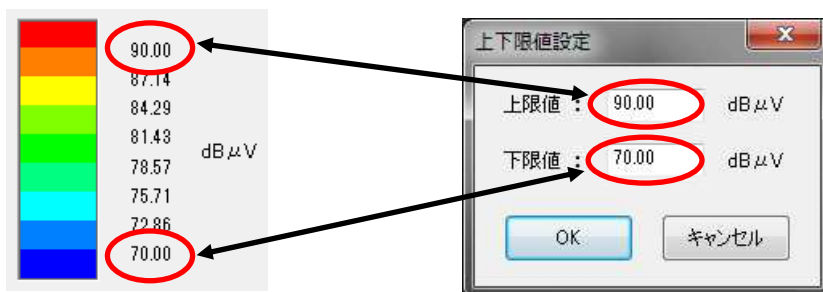 90.00
87.14
84.29
81.43
78.57
75.71
72.86
70.00
dBμV
上下限値設定
上限値 : 90.00 dBμV
下限値 : 70.00 dBμV
OK
キャンセル